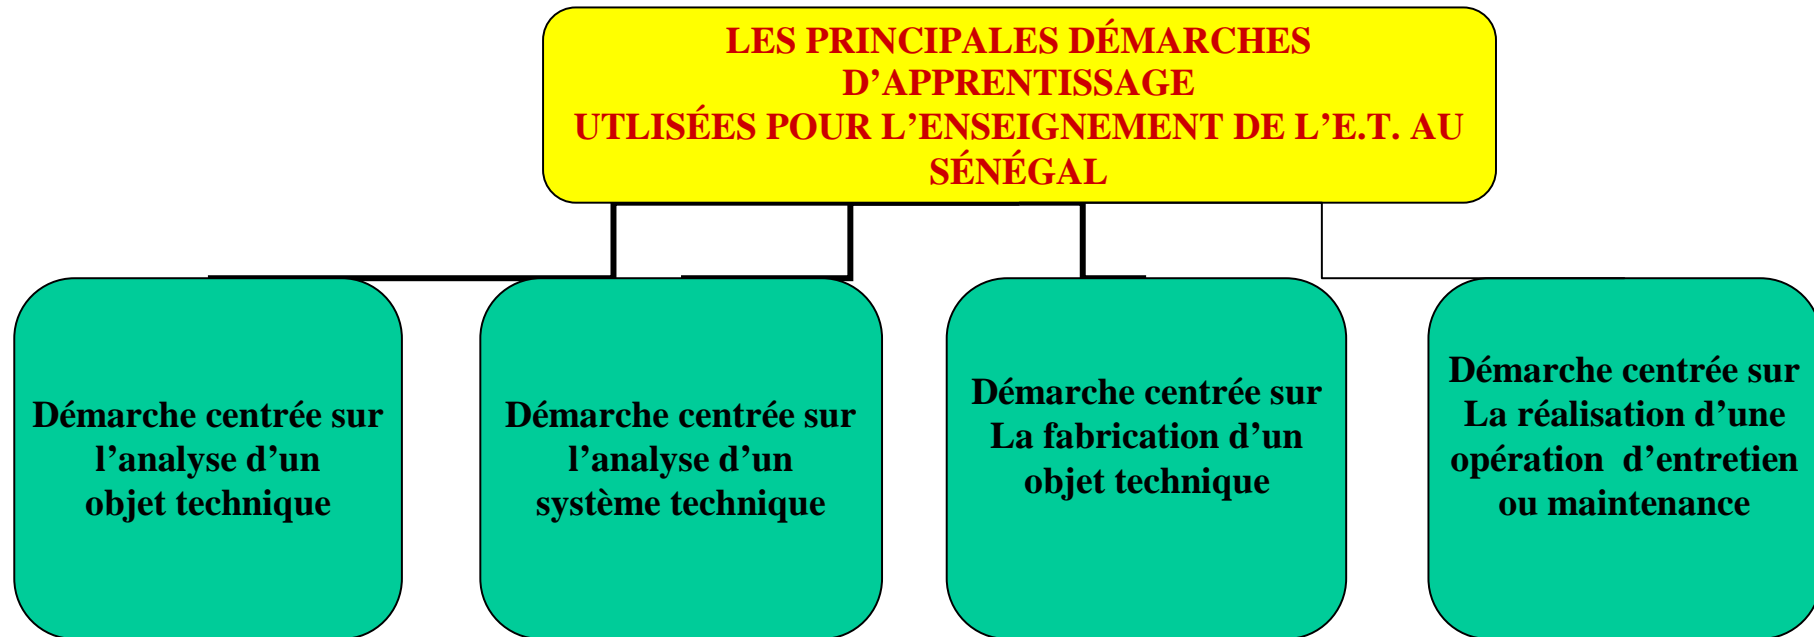 LES PRINCIPALES DÉMARCHES
D’APPRENTISSAGE
UTLISÉES POUR L’ENSEIGNEMENT DE L’E.T. AU
SÉNÉGAL
Démarche centrée sur
l’analyse d’un
objet technique
Démarche centrée sur
l’analyse d’un
système technique
Démarche centrée sur
La fabrication d’un
objet technique
Démarche centrée sur
La réalisation d’une
opération d’entretien
ou maintenance